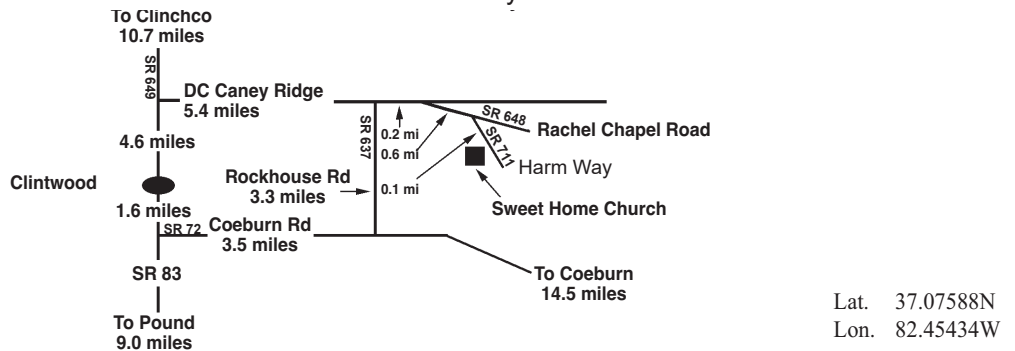 To Clinchco
10.7 miles
SR 649
DC Caney Ridge
5.4 miles
SR 648
Rachel Chapel Road
0.2 mi
SR 637
0.6 mi
SR 711
4.6 miles
Harm Way
Clintwood
Rockhouse Rd
3.3 miles
0.1 mi
Sweet Home Church
1.6 miles
SR 72
Coeburn Rd
3.5 miles
SR 83
To Coeburn
14.5 miles
To Pound
9.0 miles
Lat. 37.07588N
Lon. 82.45434W